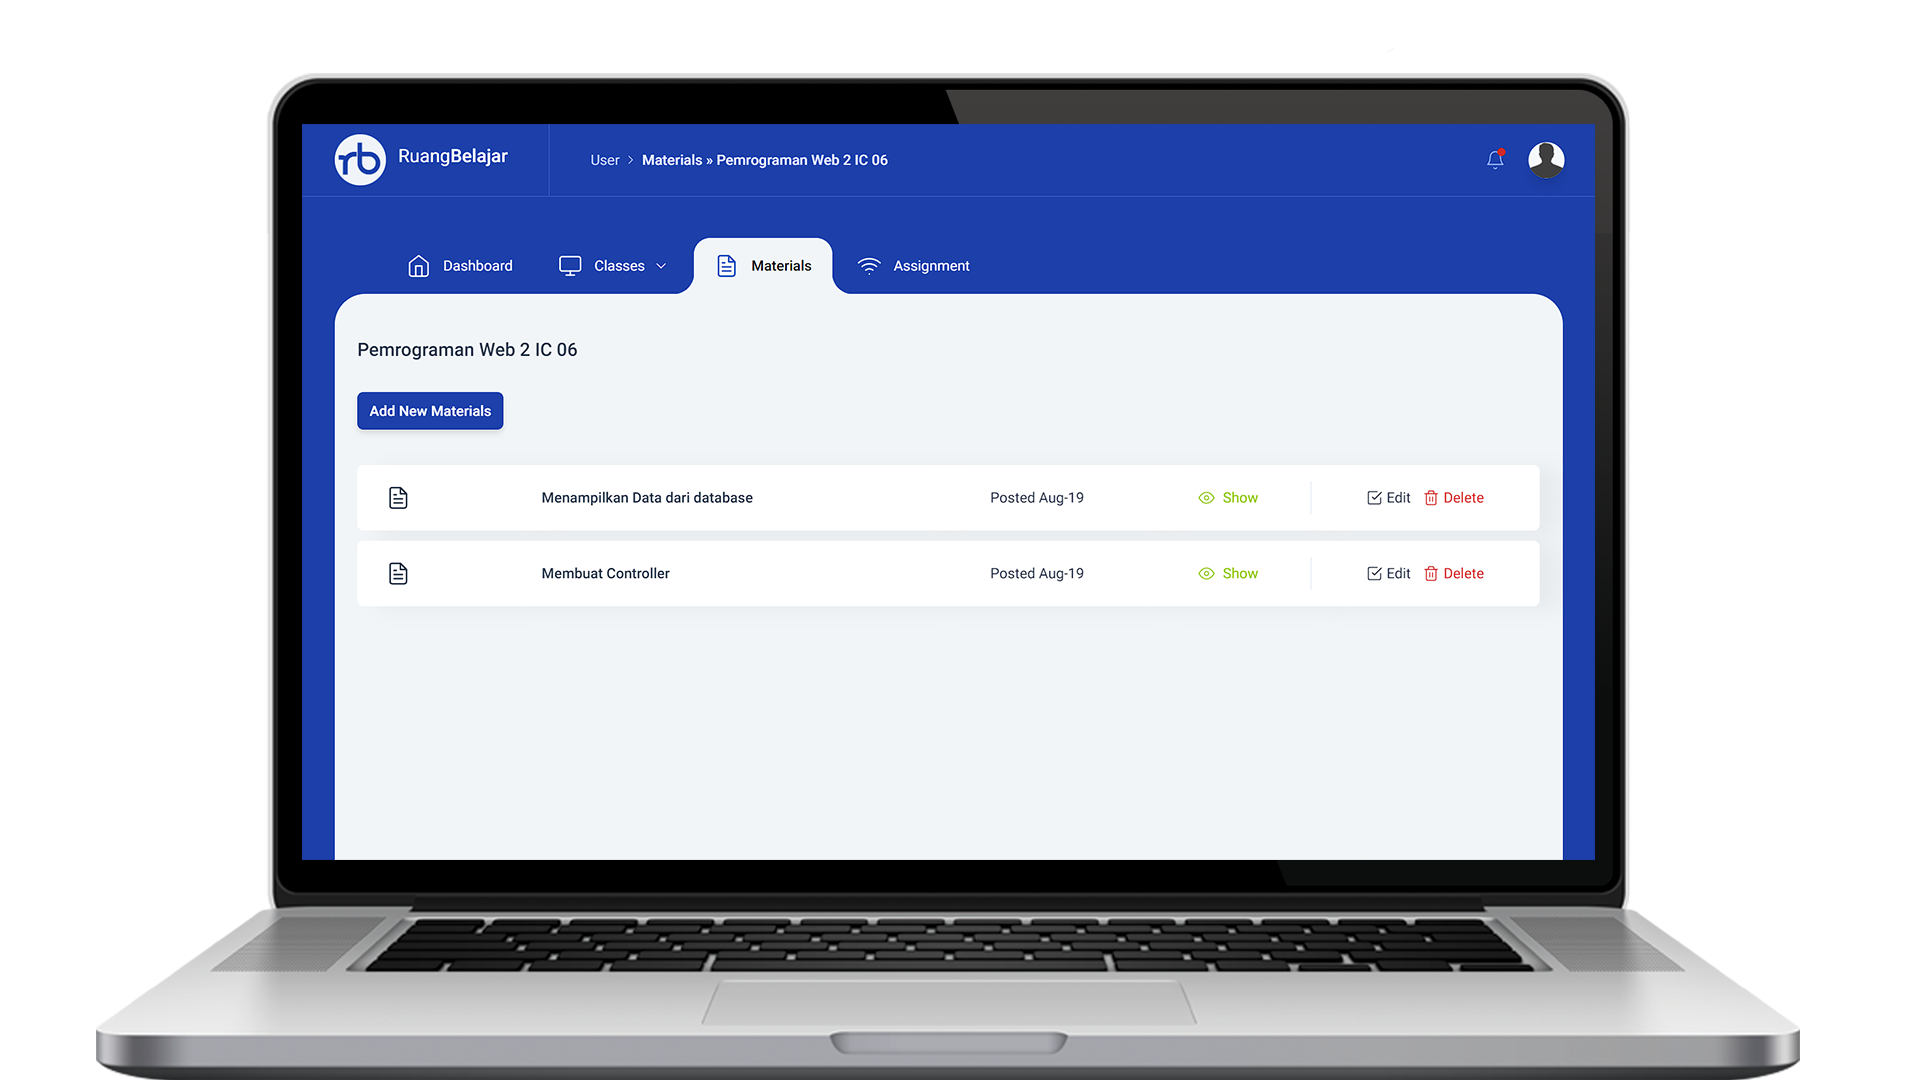 rb RuangBelajar
User > Materials » Pemrograman Web 2 IC 06
Dashboard Classes Materials Assignment
Pemrograman Web 2 IC 06
Add New Materials
Menampilkan Data dari database Posted Aug-19 Show Edit Delete
Membuat Controller Posted Aug-19 Show Edit Delete